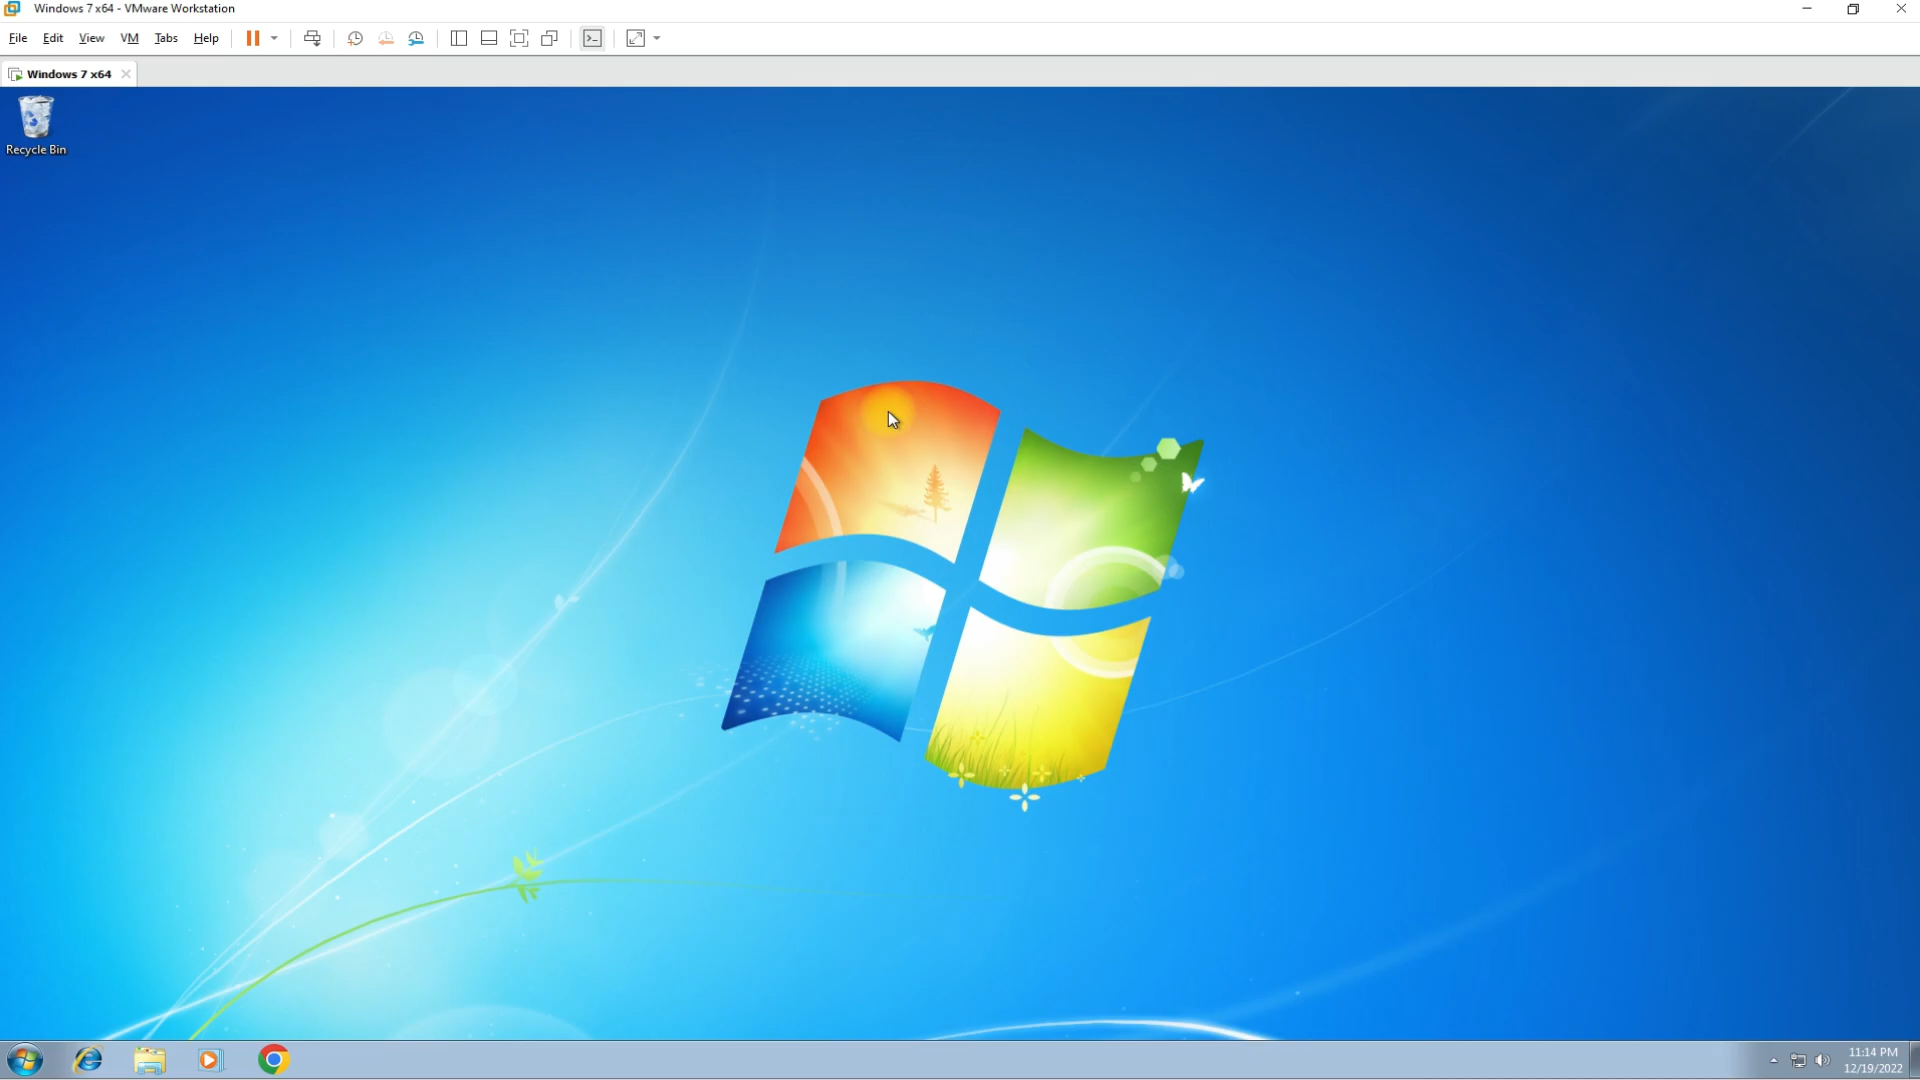 Windows 7 x64 - VMware Workstation
File Edit View VM Tabs Help
Windows 7 x64
Recycle Bin
11:14 PM
12/19/2022